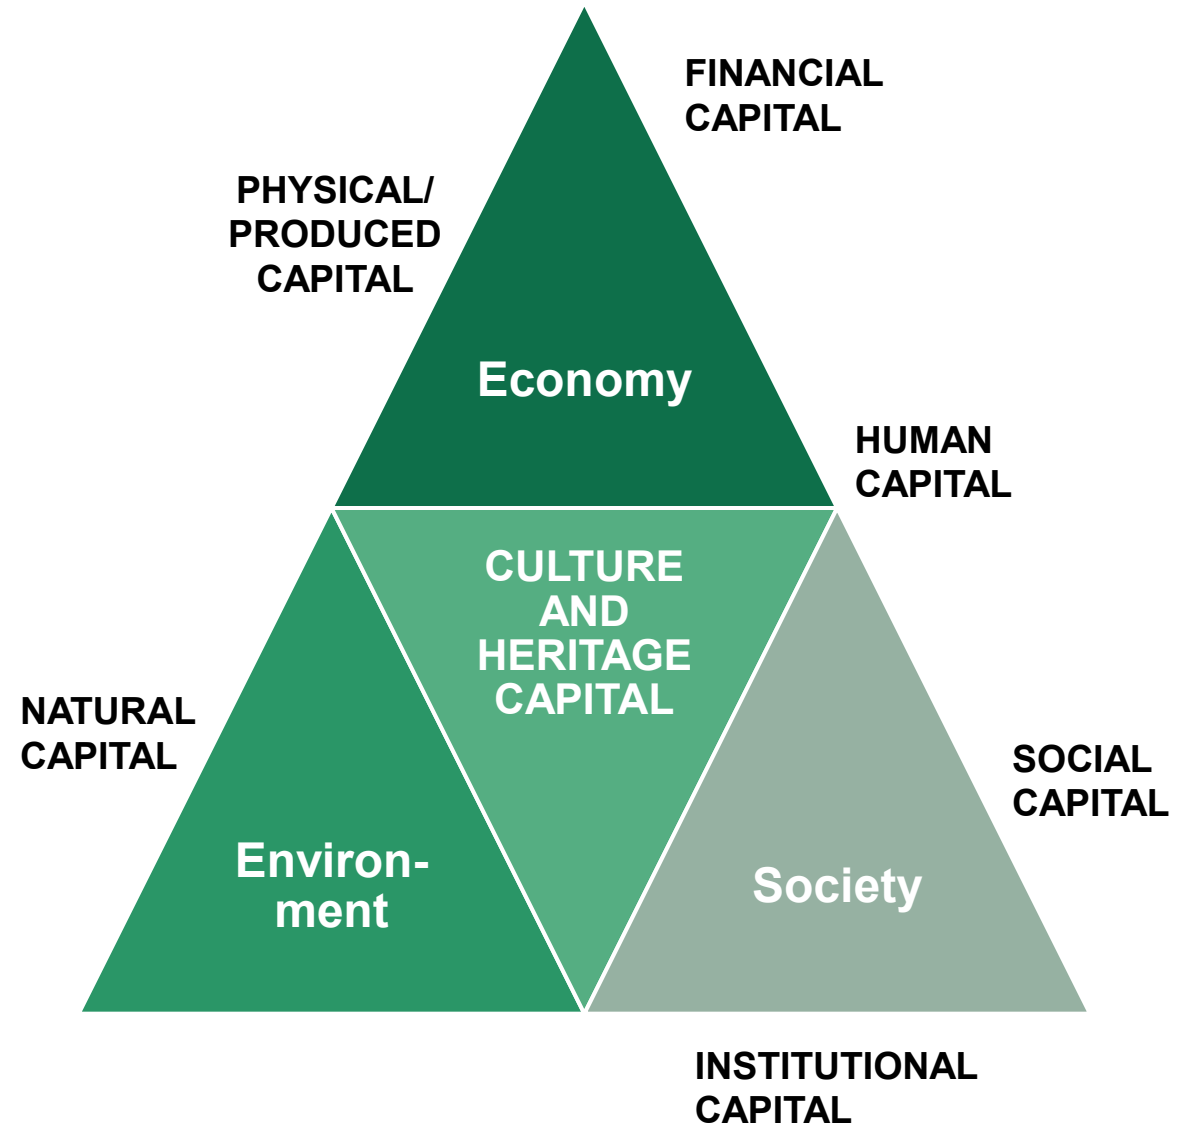 FINANCIAL
CAPITAL
PHYSICAL/
PRODUCED
CAPITAL
Economy
HUMAN
CAPITAL
CULTURE
AND
HERITAGE
CAPITAL
NATURAL
CAPITAL
SOCIAL
CAPITAL
Environ-
ment
Society
INSTITUTIONAL
CAPITAL